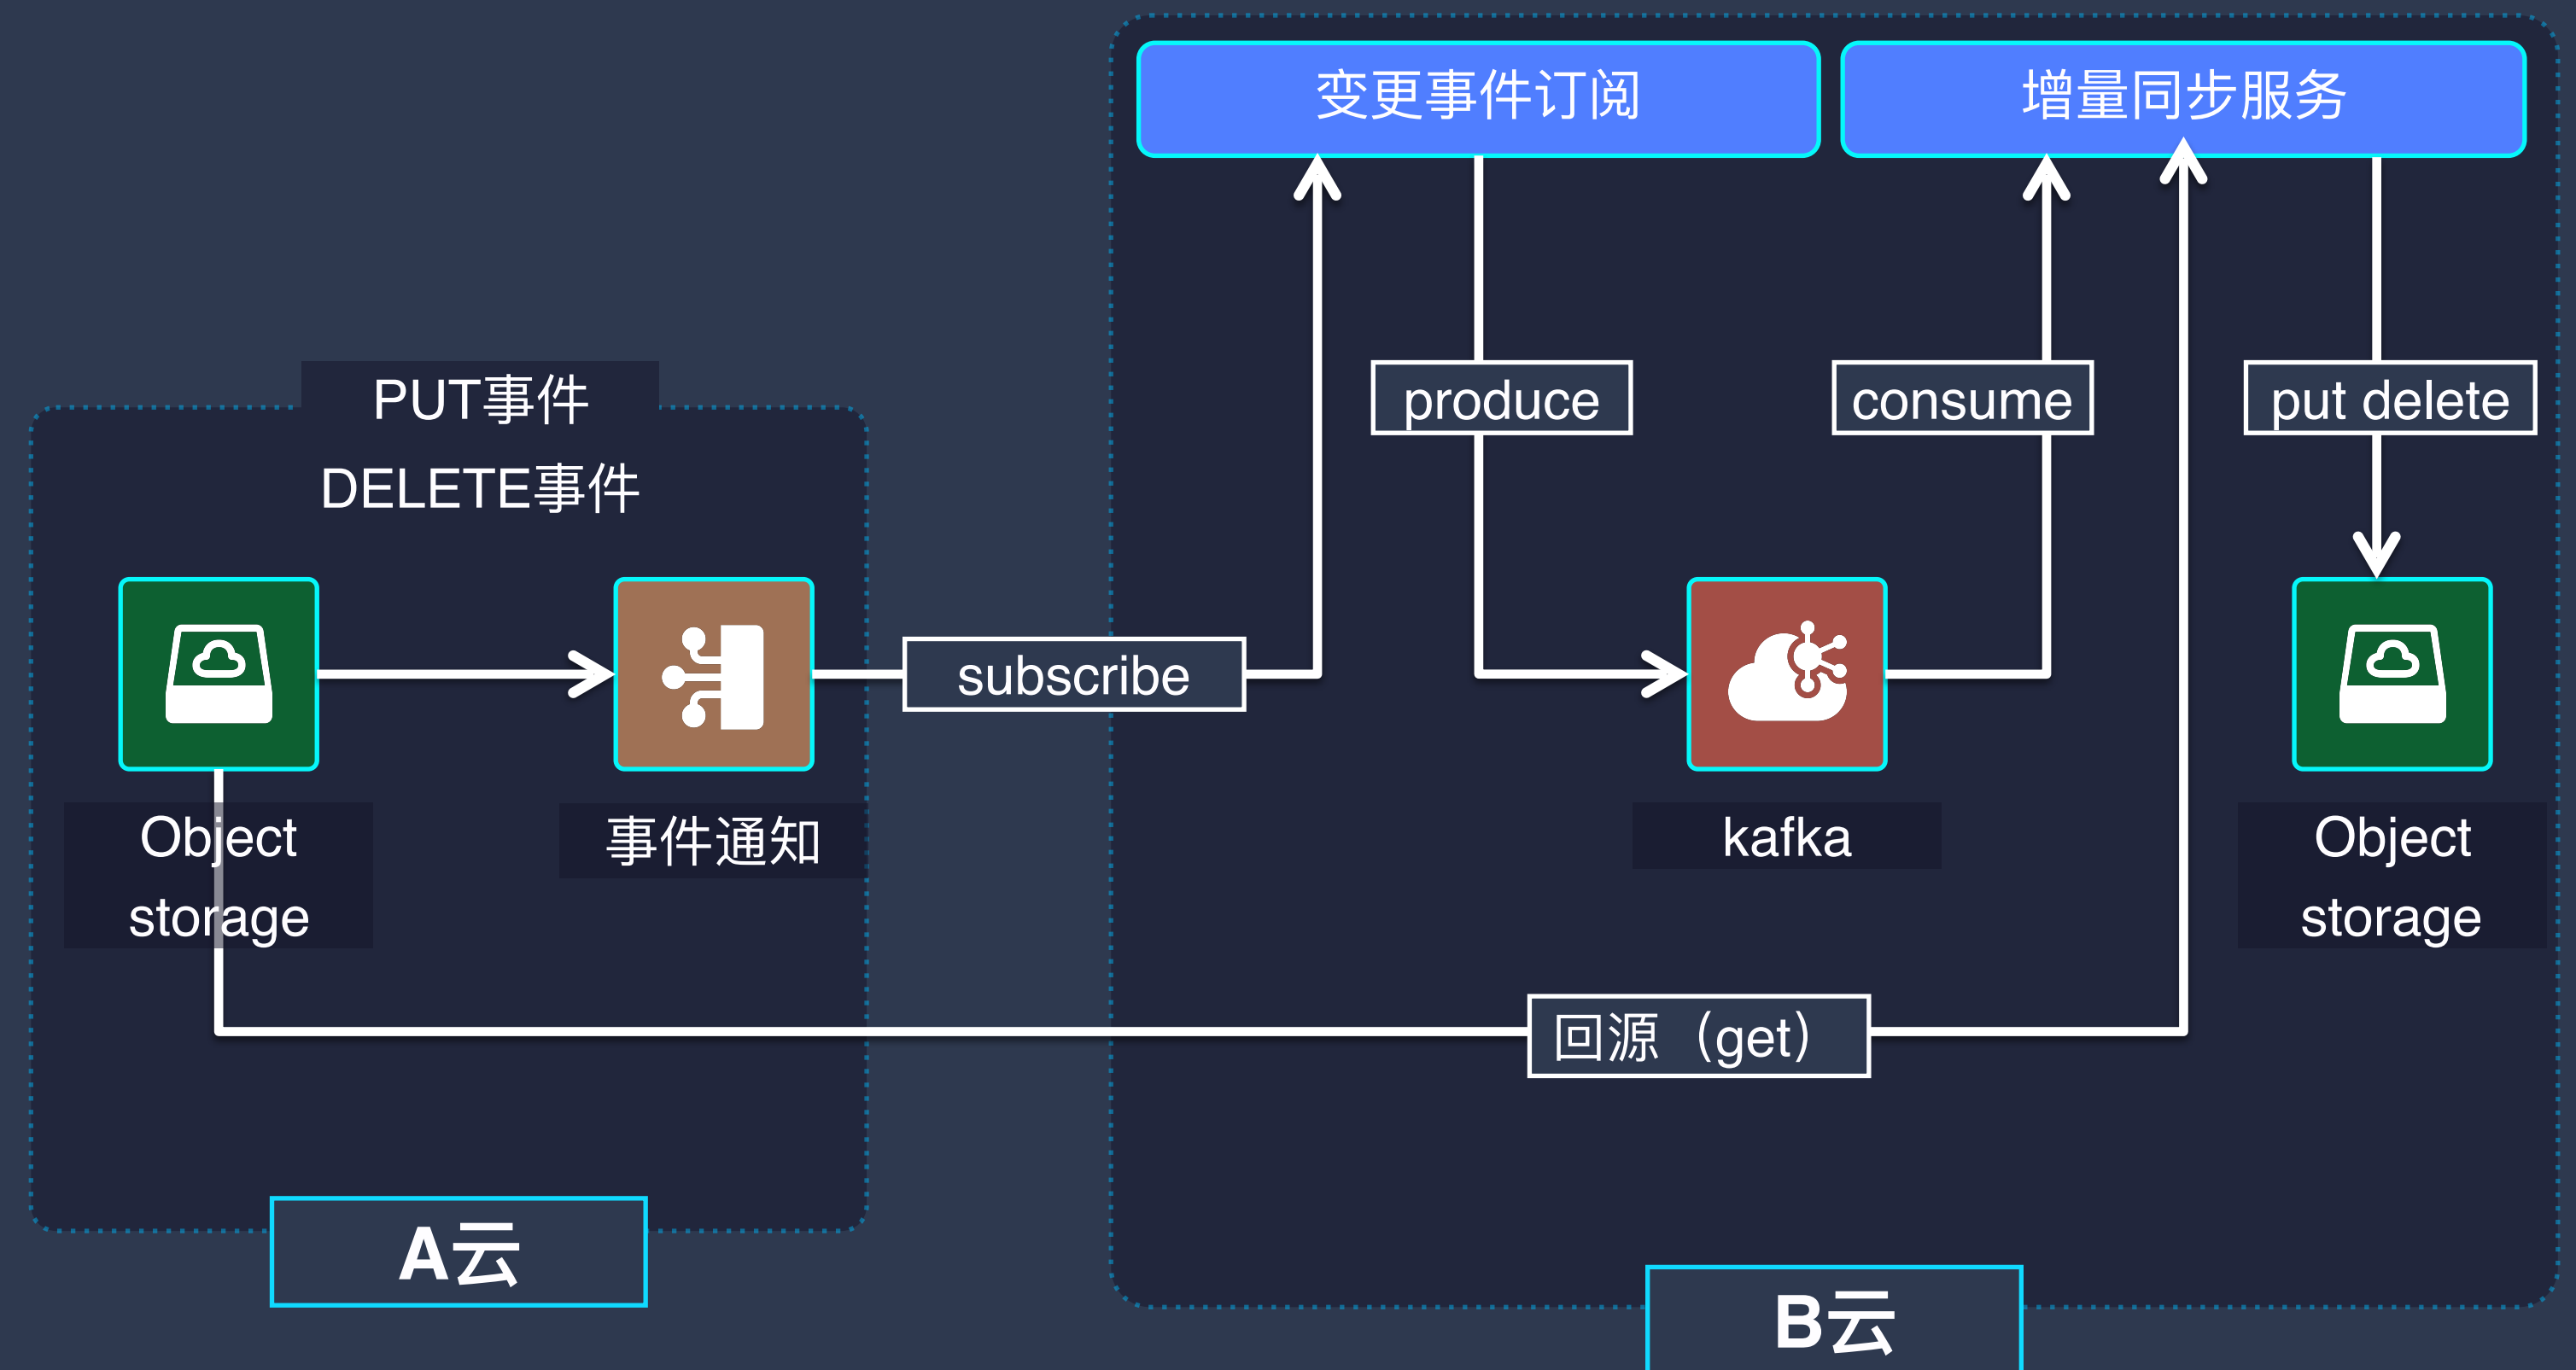 变更事件订阅
增量同步服务
PUT事件
DELETE事件
produce
consume
put delete
subscribe
Object
storage
事件通知
kafka
Object
storage
回源（get）
A云
B云